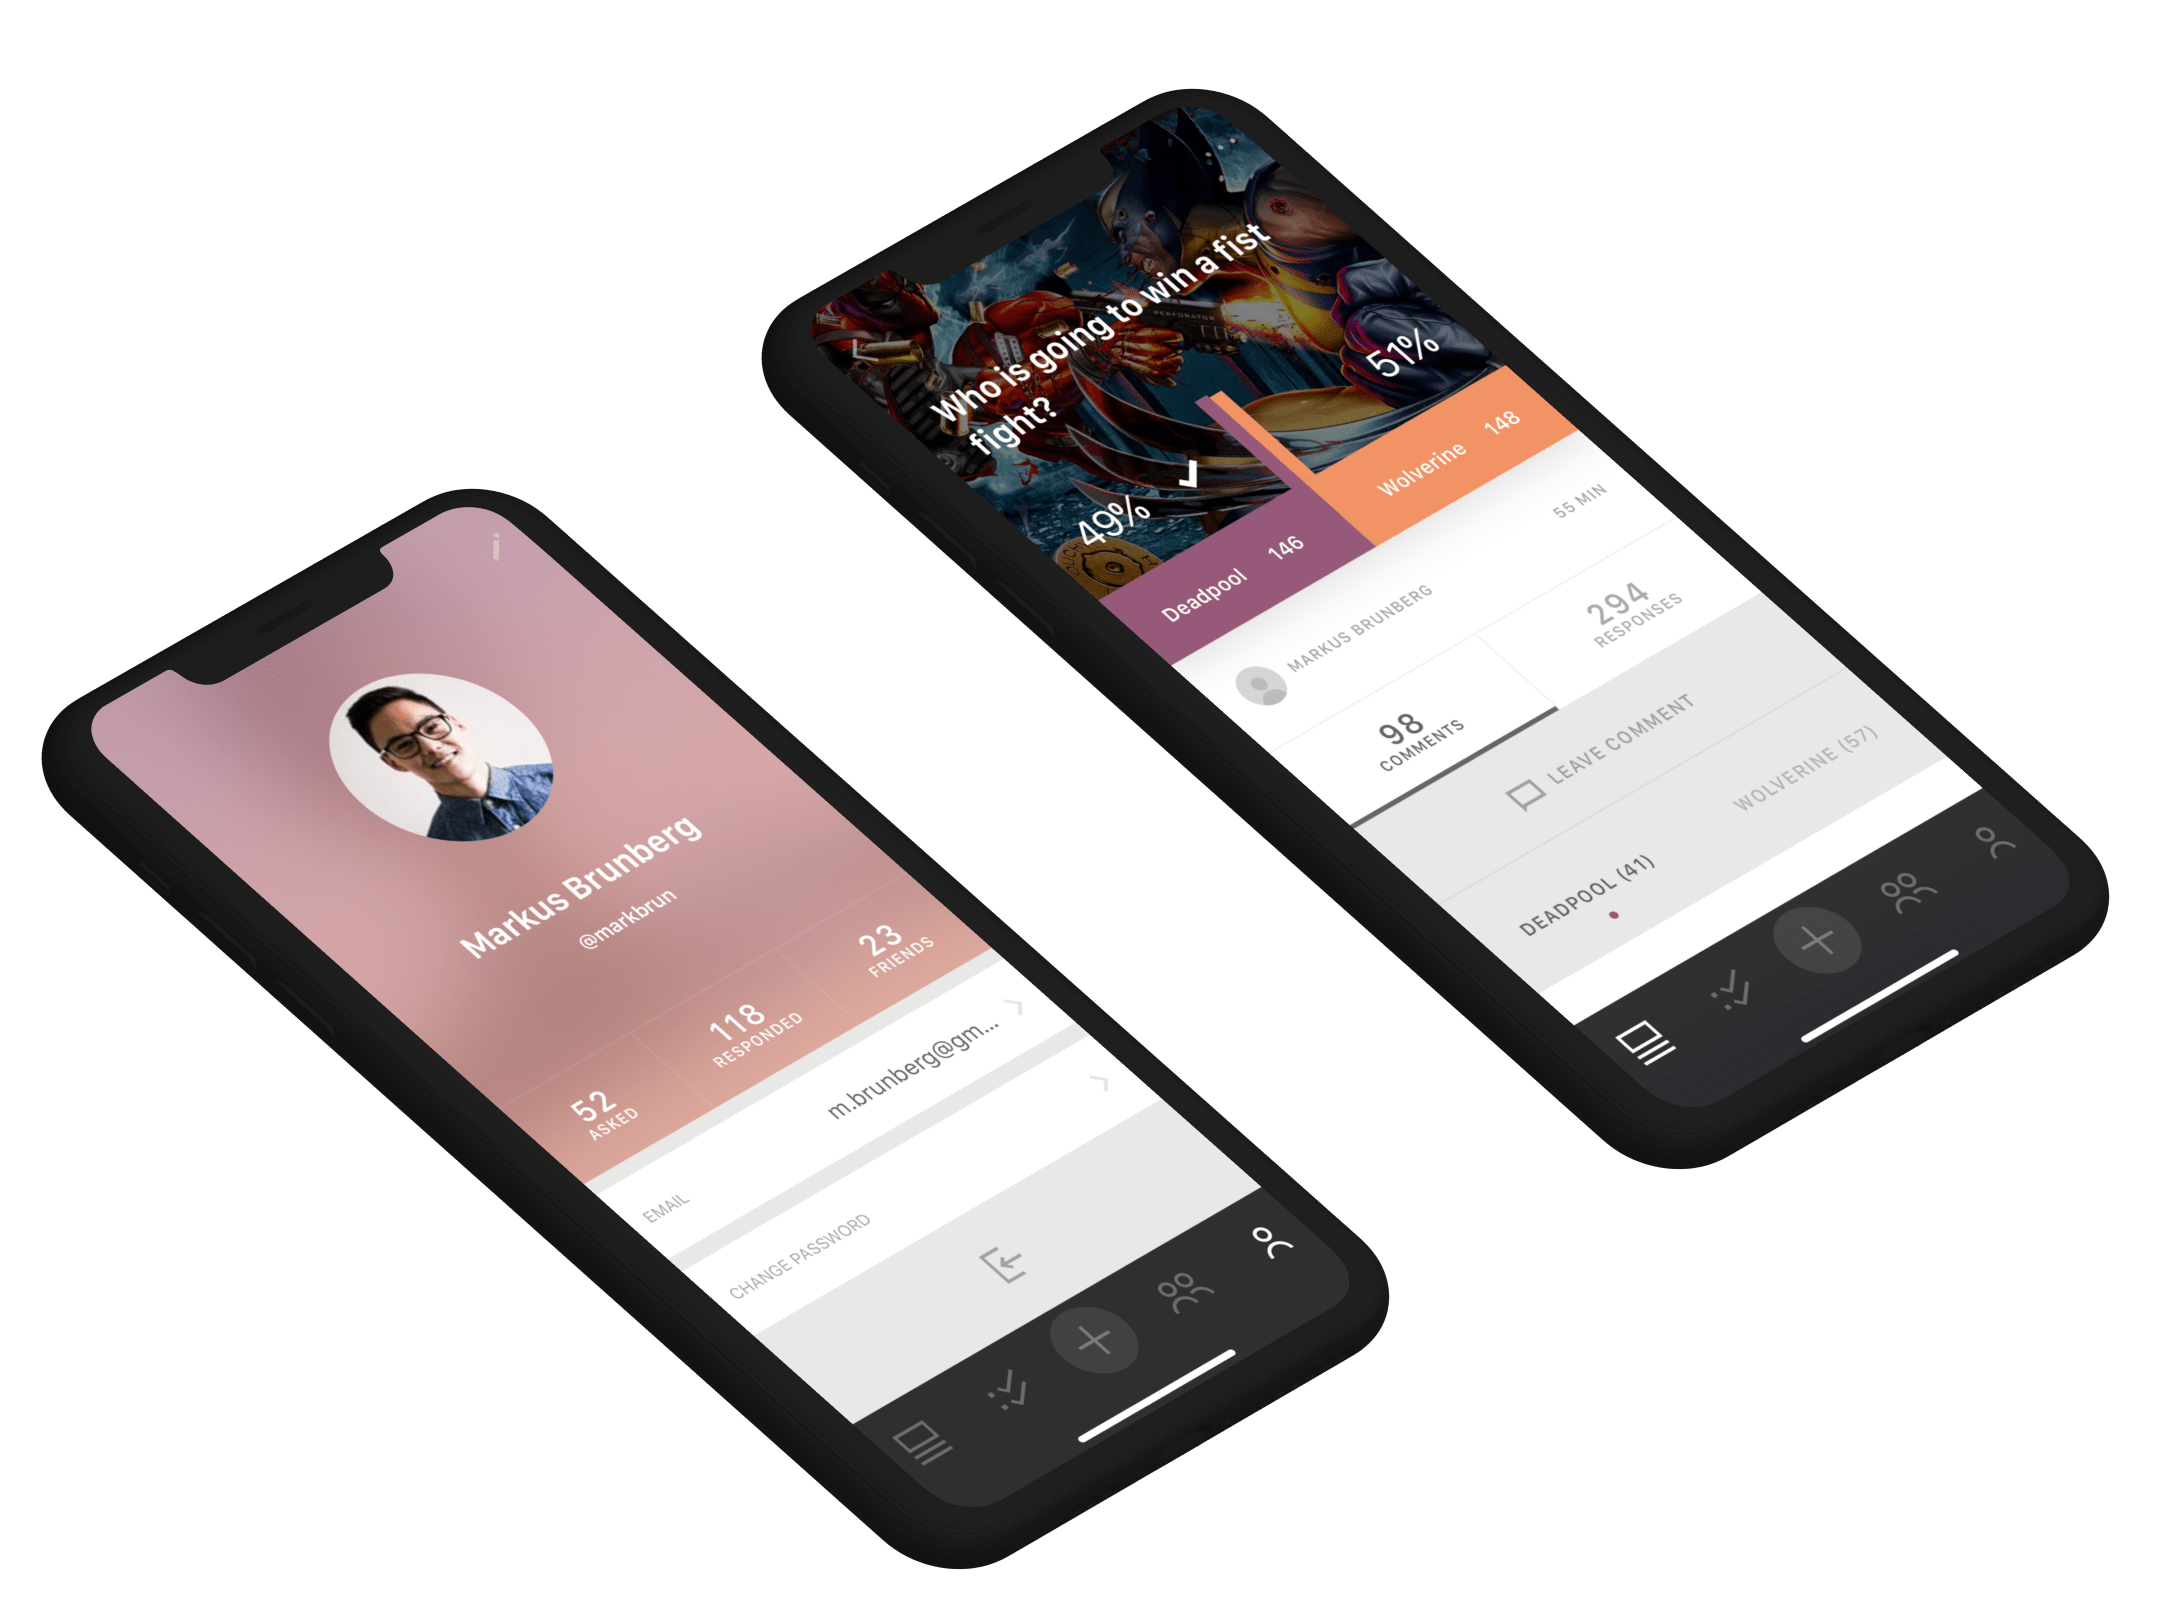 Markus Brunberg
@markbrun
52
ASKED
118
RESPONDED
23
FRIENDS
EMAIL
m.brunberg@gm...
CHANGE PASSWORD
PERFORATOR
Who is going to win a fist
fight?
49%
51%
Deadpool 146
Wolverine 148
MARKUS BRUNBERG
55 MIN
98
COMMENTS
294
RESPONSES
LEAVE COMMENT
DEADPOOL (41)
WOLVERINE (57)